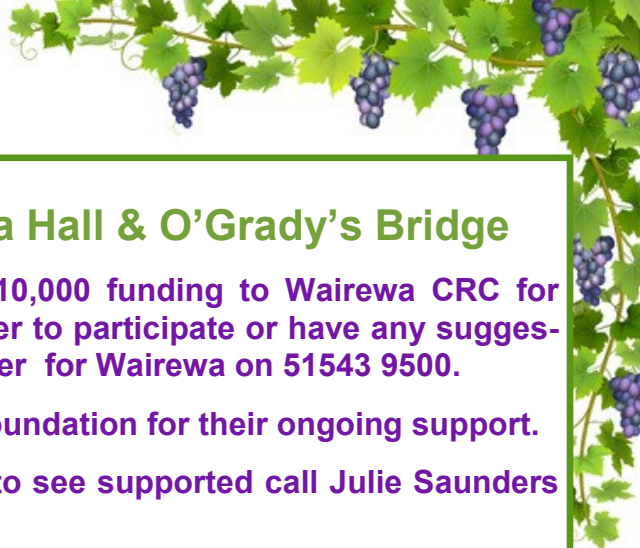 a Hall & O’Grady’s Bridge
10,000 funding to Wairewa CRC for
er to participate or have any sugges-
er for Wairewa on 51543 9500.
oundation for their ongoing support.
to see supported call Julie Saunders